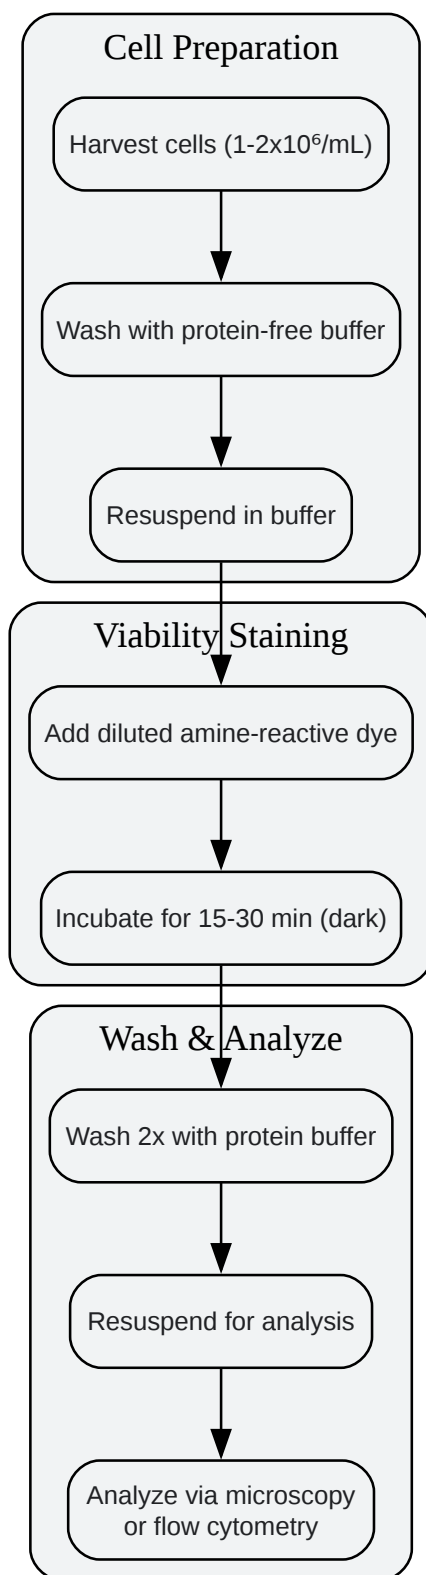 Cell Preparation
Harvest cells (1-2x10⁶/mL)
Wash with protein-free buffer
Resuspend in buffer
Viability Staining
Add diluted amine-reactive dye
Incubate for 15-30 min (dark)
Wash & Analyze
Wash 2x with protein buffer
Resuspend for analysis
Analyze via microscopy
or flow cytometry